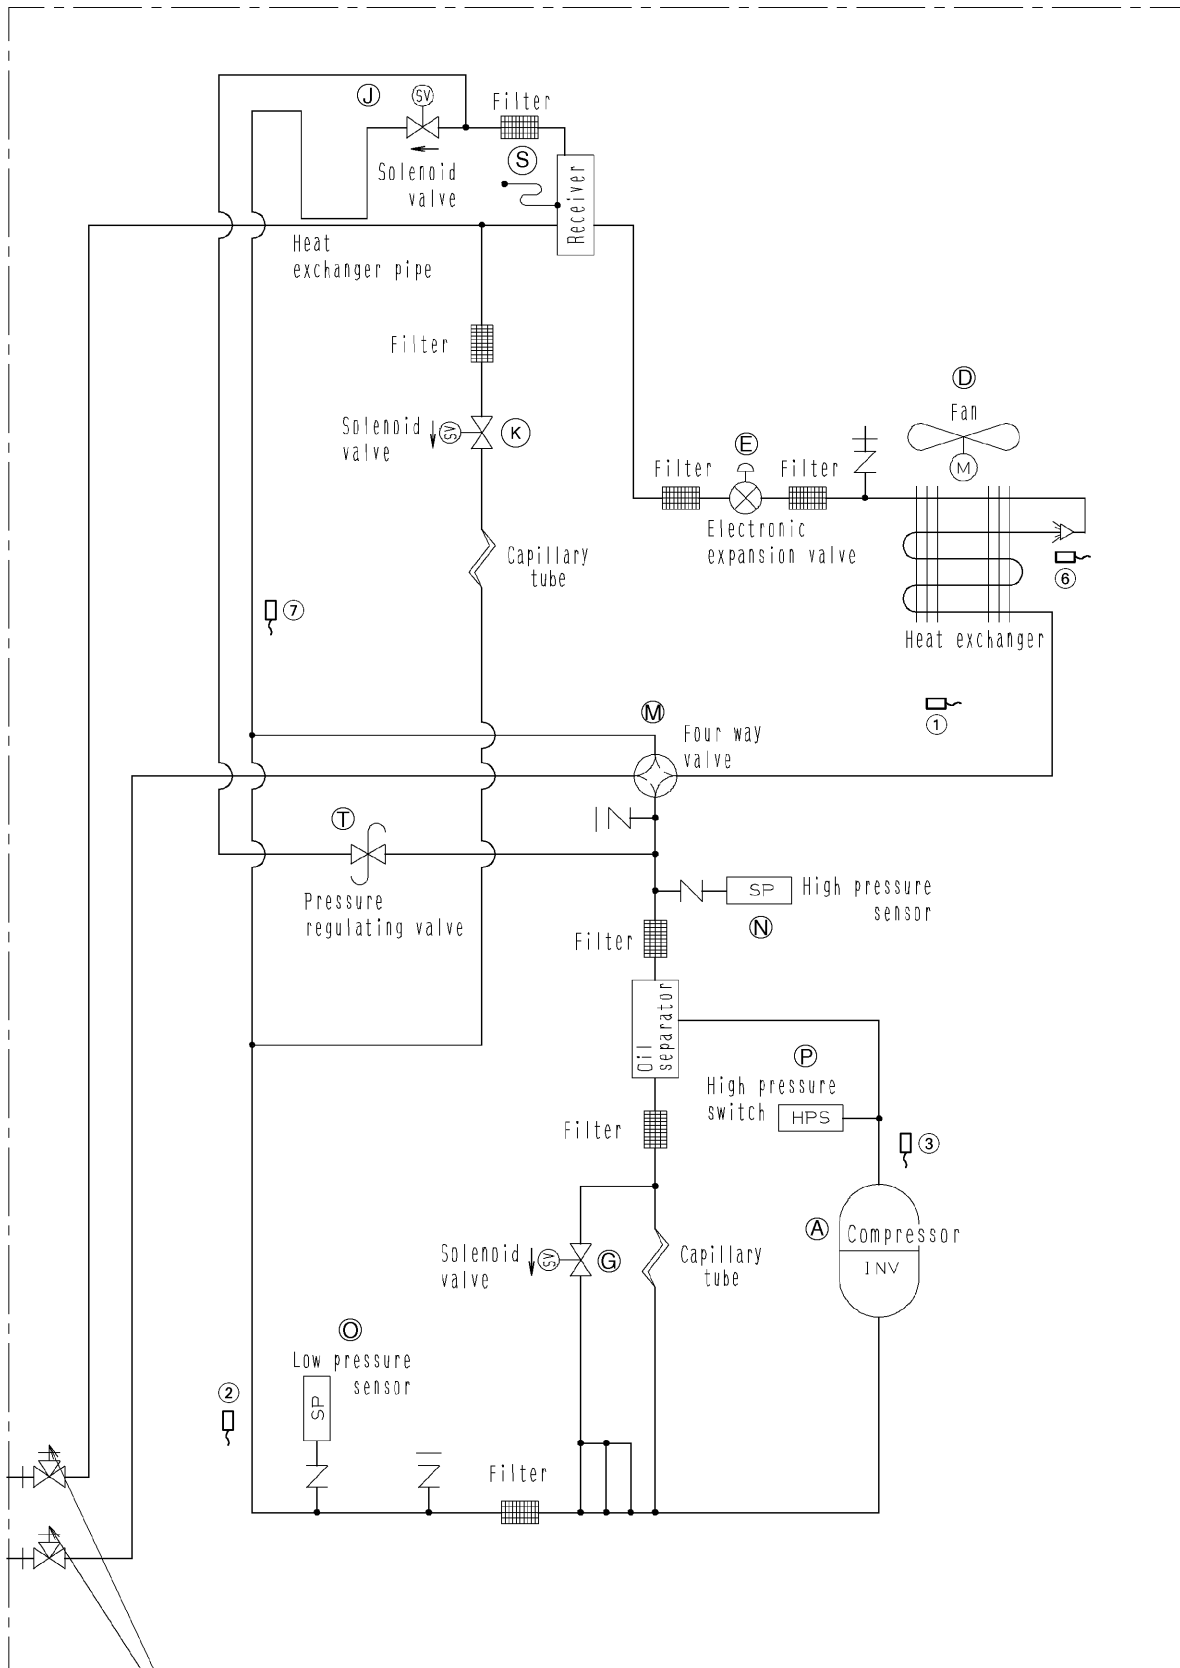 J
SV
Filter
S
Solenoid
valve
Receiver
Heat
exchanger pipe
Filter
D
Fan
M
Solenoid
valve
SV
K
E
Filter
Filter
Electronic
expansion valve
Capillary
tube
6
7
Heat exchanger
1
M
Four way
valve
T
Pressure
regulating valve
SP
High pressure
sensor
N
Filter
Oil
separator
P
High pressure
switch
HPS
Filter
3
A
Compressor
INV
Solenoid
valve
SV
G
Capillary
tube
O
Low pressure
sensor
2
SP
Filter